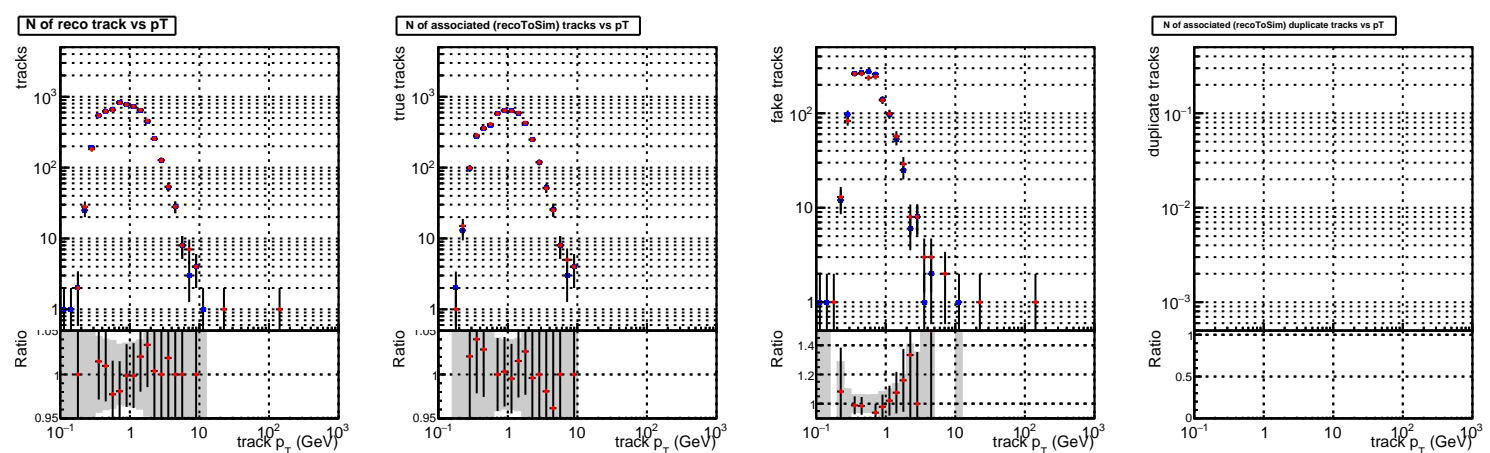 N of reco track vs pT
tracks
10³
10²
10
1
Ratio
1.05
1
0.95
10⁻¹ 1 10 10² 10³
track p_T (GeV)
N of associated (recoToSim) tracks vs pT
true tracks
10³
10²
10
1
Ratio
1.05
1
0.95
10⁻¹ 1 10 10² 10³
track p_T (GeV)
fake tracks
10²
10
1
Ratio
1.4
1.2
1
10⁻¹ 1 10 10² 10³
track p_T (GeV)
N of associated (recoToSim) duplicate tracks vs pT
duplicate tracks
10⁻¹
10⁻²
10⁻³
Ratio
1
0.5
0
10⁻¹ 1 10 10² 10³
track p_T (GeV)